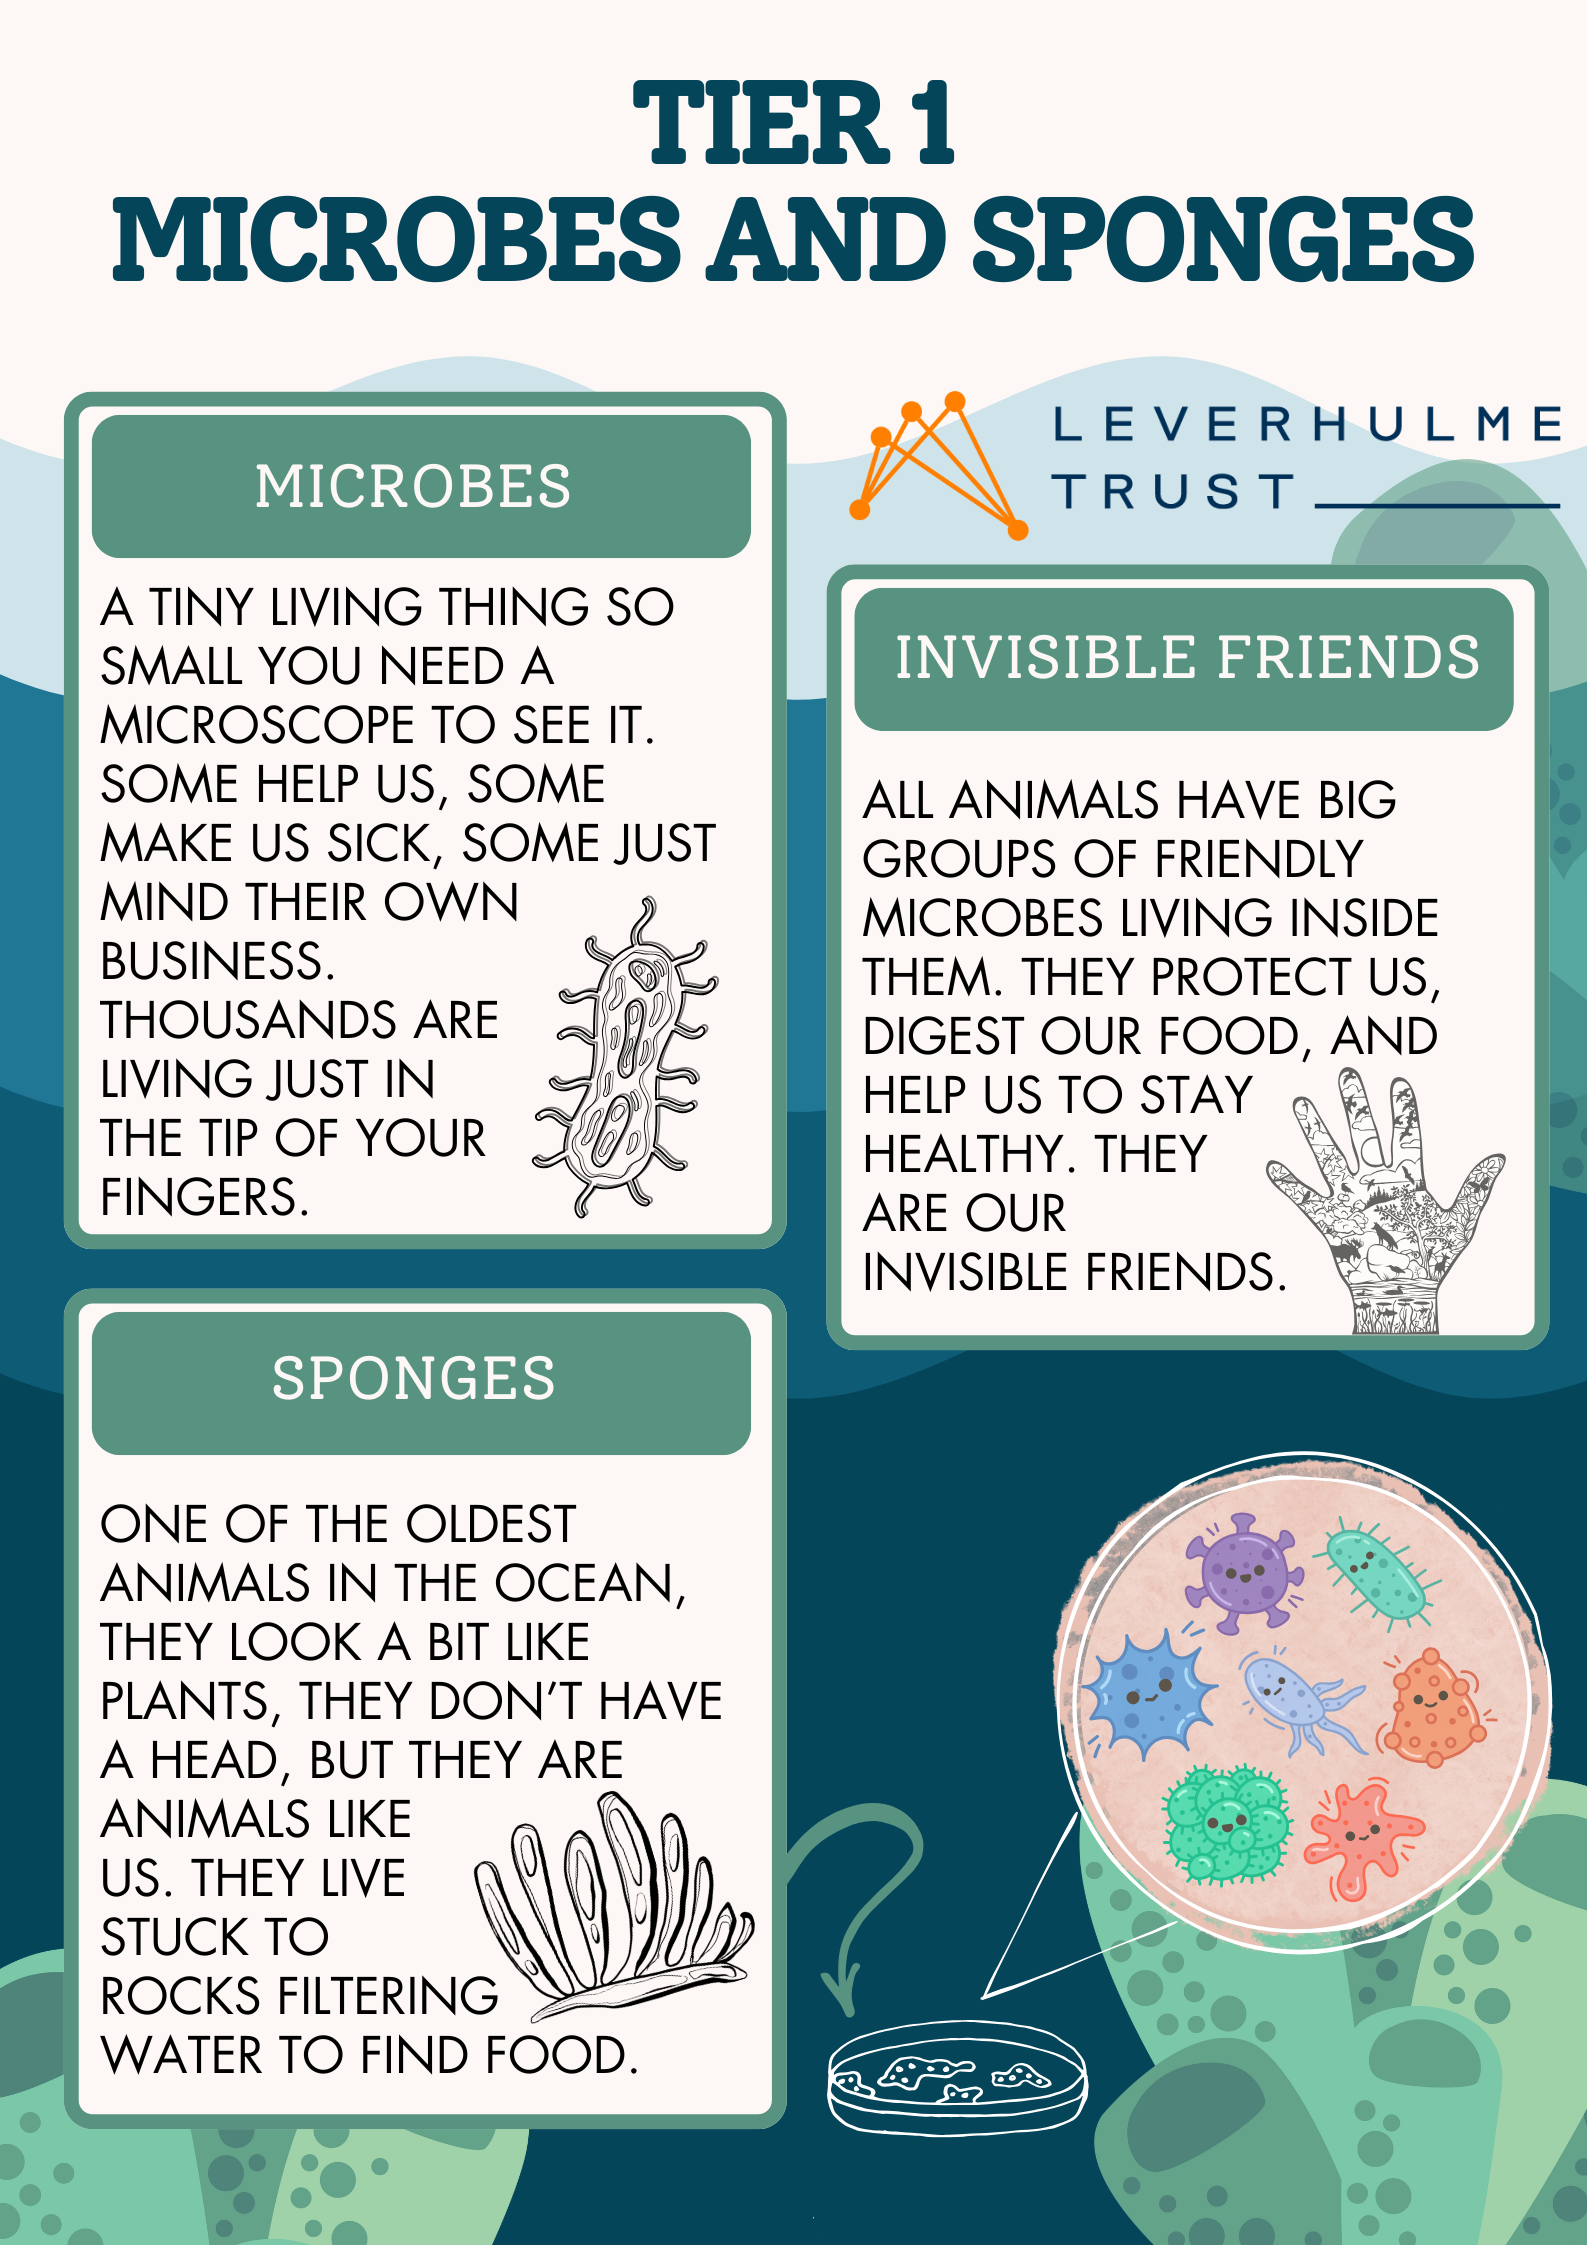 TIER 1
MICROBES AND SPONGES
MICROBES
A TINY LIVING THING SO
SMALL YOU NEED A
MICROSCOPE TO SEE IT.
SOME HELP US, SOME
MAKE US SICK, SOME JUST
MIND THEIR OWN
BUSINESS.
THOUSANDS ARE
LIVING JUST IN
THE TIP OF YOUR
FINGERS.
LEVERHULME
TRUST
INVISIBLE FRIENDS
ALL ANIMALS HAVE BIG
GROUPS OF FRIENDLY
MICROBES LIVING INSIDE
THEM. THEY PROTECT US,
DIGEST OUR FOOD, AND
HELP US TO STAY
HEALTHY. THEY
ARE OUR
INVISIBLE FRIENDS.
SPONGES
ONE OF THE OLDEST
ANIMALS IN THE OCEAN,
THEY LOOK A BIT LIKE
PLANTS, THEY DON'T HAVE
A HEAD, BUT THEY ARE
ANIMALS LIKE
US. THEY LIVE
STUCK TO
ROCKS FILTERING
WATER TO FIND FOOD.